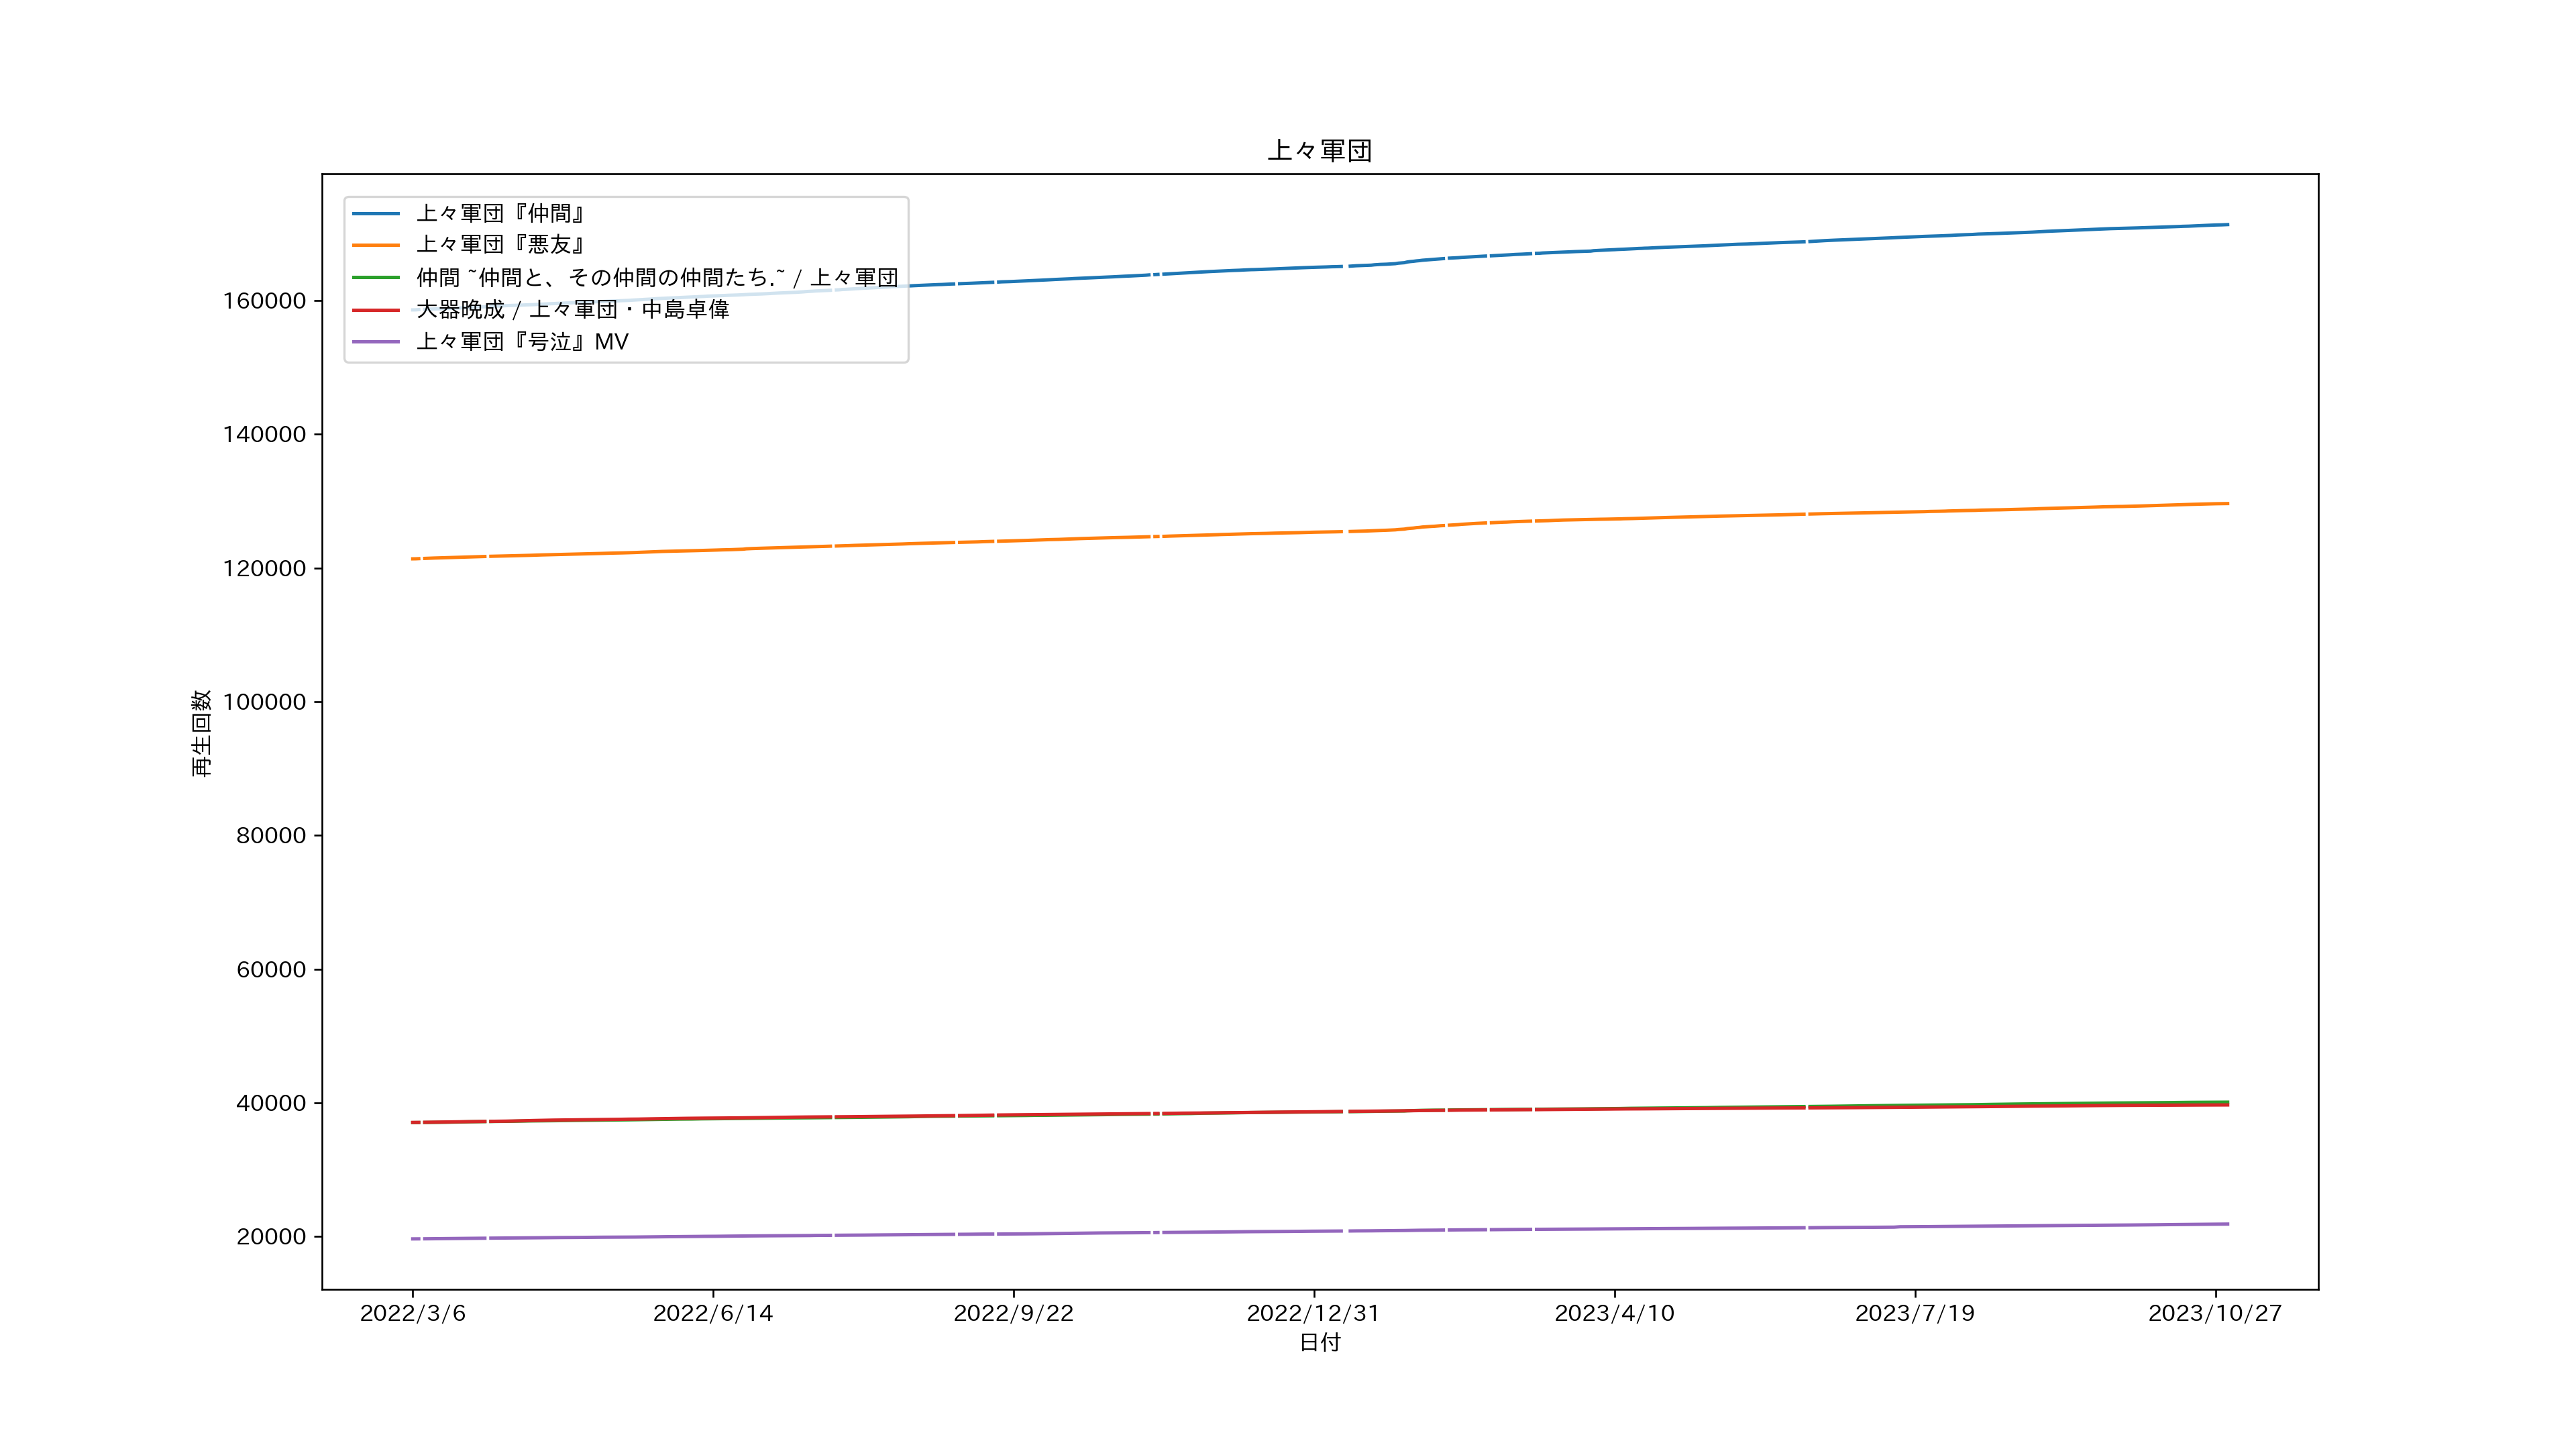 上々軍団
上々軍団『仲間』
上々軍団『悪友』
仲間 ~仲間と、その仲間の仲間たち.~ / 上々軍団
大器晩成 / 上々軍団・中島卓偉
上々軍団『号泣』MV
160000
140000
120000
100000
80000
60000
40000
20000
再生回数
2022/3/6
2022/6/14
2022/9/22
2022/12/31
2023/4/10
2023/7/19
2023/10/27
日付